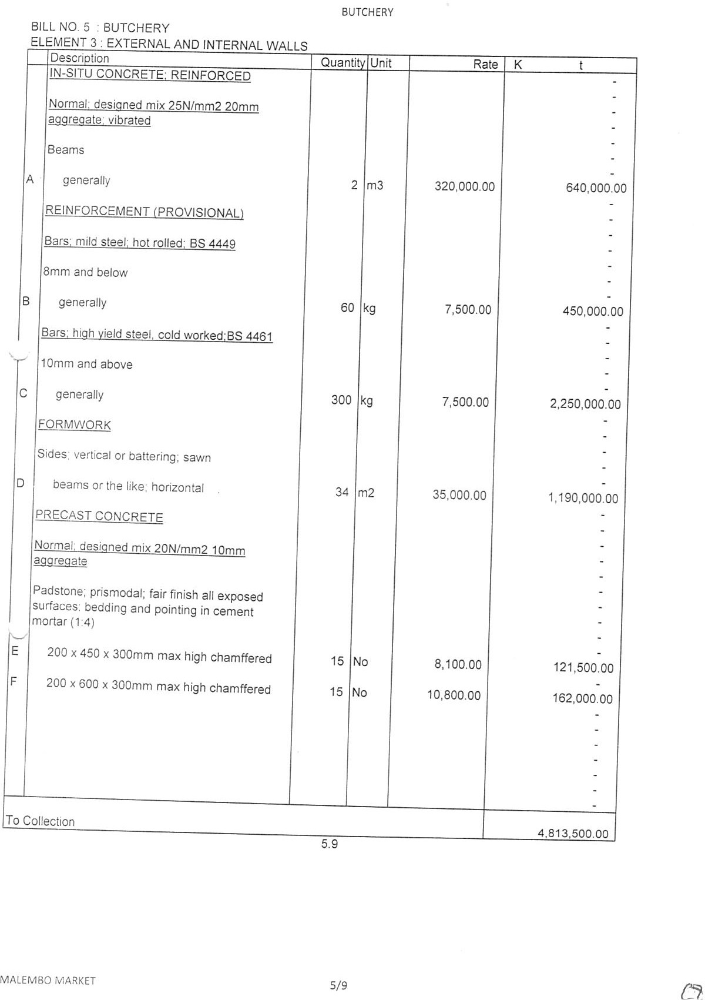 BUTCHERY
BILL NO. 5 : BUTCHERY
ELEMENT 3 : EXTERNAL AND INTERNAL WALLS
Description Quantity Unit Rate K t
IN-SITU CONCRETE; REINFORCED -
-
Normal; designed mix 25N/mm2 20mm -
aggregate; vibrated -
-
Beams -
-
A generally 2 m3 320,000.00 640,000.00
-
REINFORCEMENT (PROVISIONAL) -
-
Bars; mild steel; hot rolled; BS 4449 -
-
8mm and below -
-
B generally 60 kg 7,500.00 450,000.00
-
Bars; high yield steel, cold worked;BS 4461 -
-
10mm and above -
-
C generally 300 kg 7,500.00 2,250,000.00
-
FORMWORK -
-
Sides; vertical or battering; sawn -
-
D beams or the like; horizontal 34 m2 35,000.00 1,190,000.00
-
PRECAST CONCRETE -
-
Normal; designed mix 20N/mm2 10mm -
aggregate -
-
Padstone; prismodal; fair finish all exposed -
surfaces; bedding and pointing in cement -
mortar (1:4) -
-
E 200 x 450 x 300mm max high chamffered 15 No 8,100.00 121,500.00
-
F 200 x 600 x 300mm max high chamffered 15 No 10,800.00 162,000.00
-
-
-
-
-
-
-
To Collection 4,813,500.00
5.9
MALEMBO MARKET
5/9